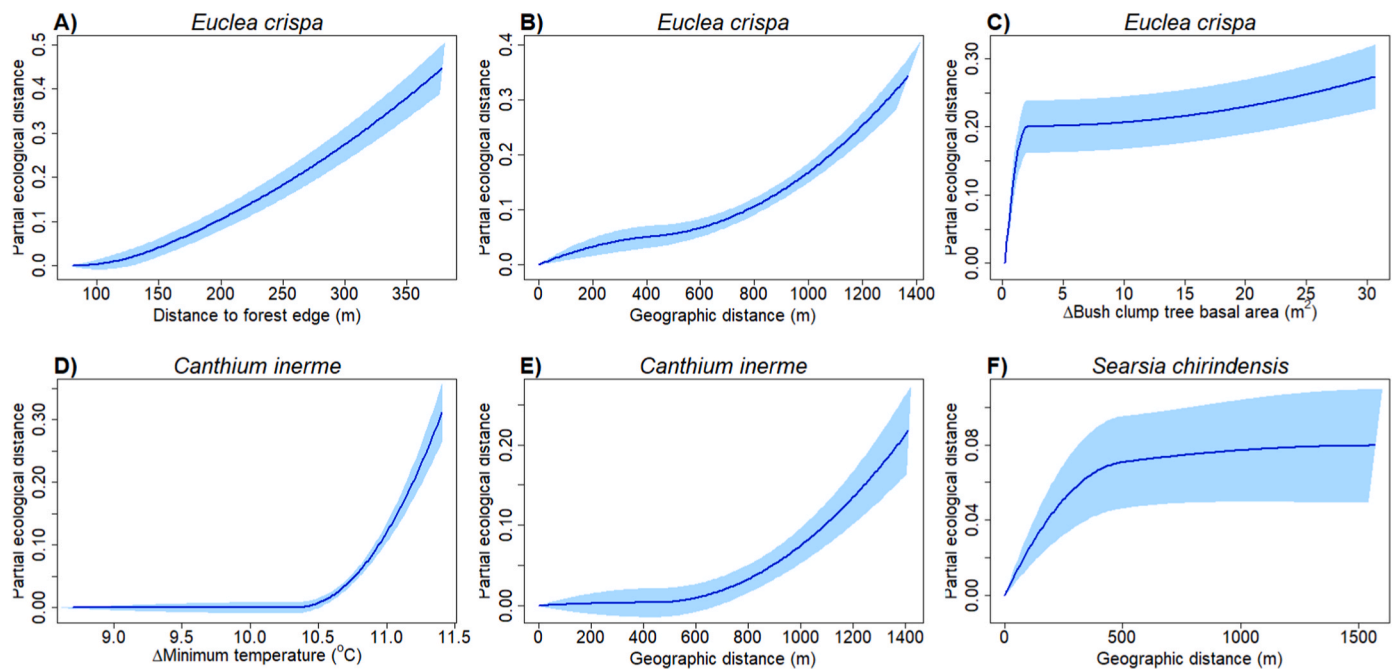 A) Euclea crispa
Partial ecological distance
0.0 0.1 0.2 0.3 0.4 0.5
100 150 200 250 300 350
Distance to forest edge (m)
B) Euclea crispa
Partial ecological distance
0.0 0.1 0.2 0.3 0.4
0 200 400 600 800 1000 1200 1400
Geographic distance (m)
C) Euclea crispa
Partial ecological distance
0.00 0.10 0.20 0.30
0 5 10 15 20 25 30
ΔBush clump tree basal area (m²)
D) Canthium inerme
Partial ecological distance
0.00 0.10 0.20 0.30
9.0 9.5 10.0 10.5 11.0 11.5
ΔMinimum temperature (°C)
E) Canthium inerme
Partial ecological distance
0.00 0.10 0.20
0 200 400 600 800 1000 1200 1400
Geographic distance (m)
F) Searsia chirindensis
Partial ecological distance
0.00 0.04 0.08
0 500 1000 1500
Geographic distance (m)